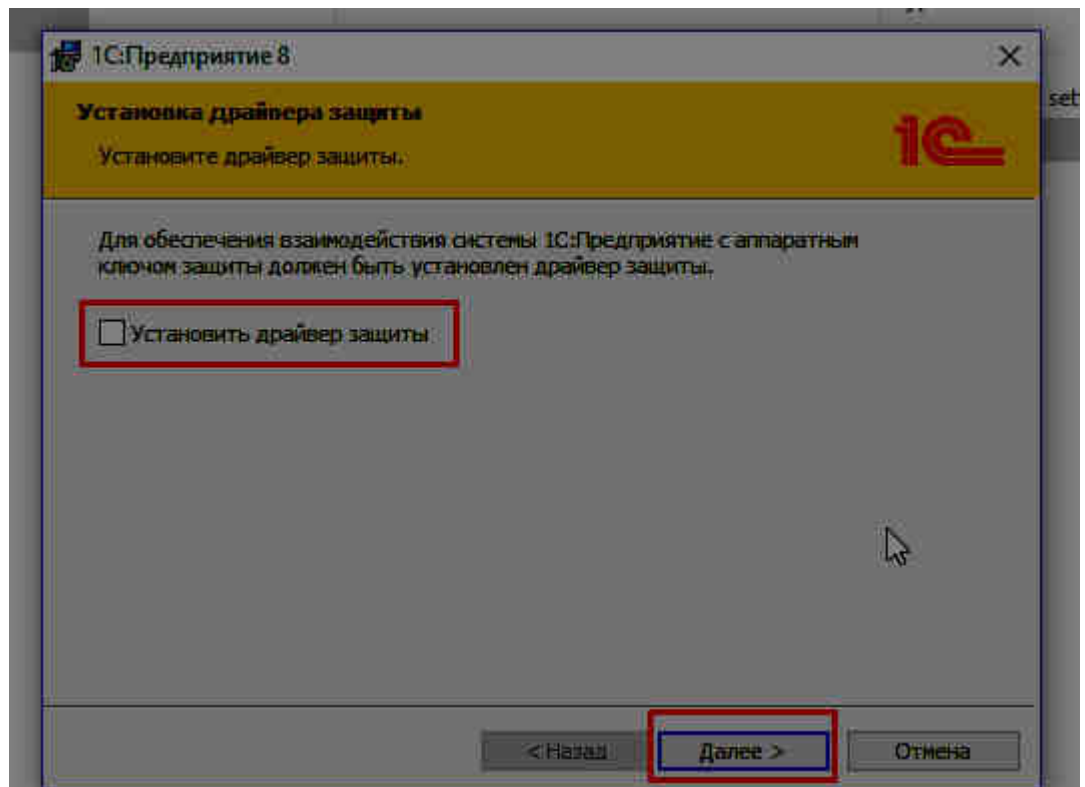 1С:Предприятие 8
set
Установка драйвера защиты
Установите драйвер защиты.
1С
Для обеспечения взаимодействия системы 1С:Предприятие с аппаратным
ключом защиты должен быть установлен драйвер защиты.
Установить драйвер защиты
< Назад
Далее >
Отмена